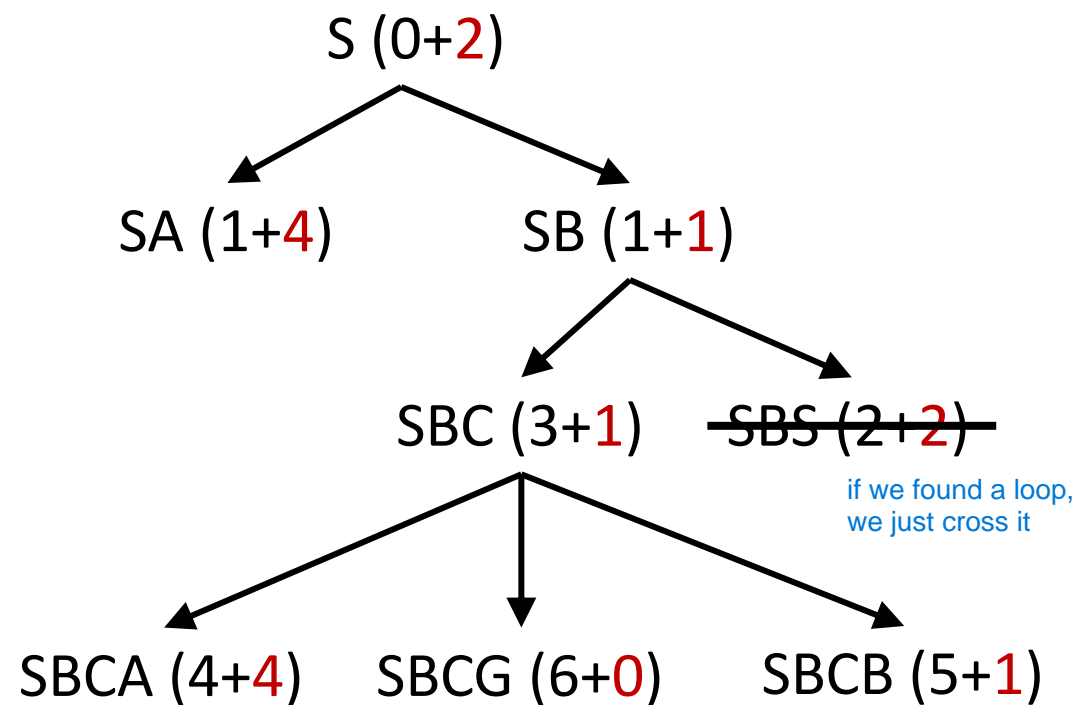 S (0+2)
SA (1+4) SB (1+1)
SBC (3+1) SBS (2+2)
if we found a loop,
we just cross it
SBCA (4+4) SBCG (6+0) SBCB (5+1)